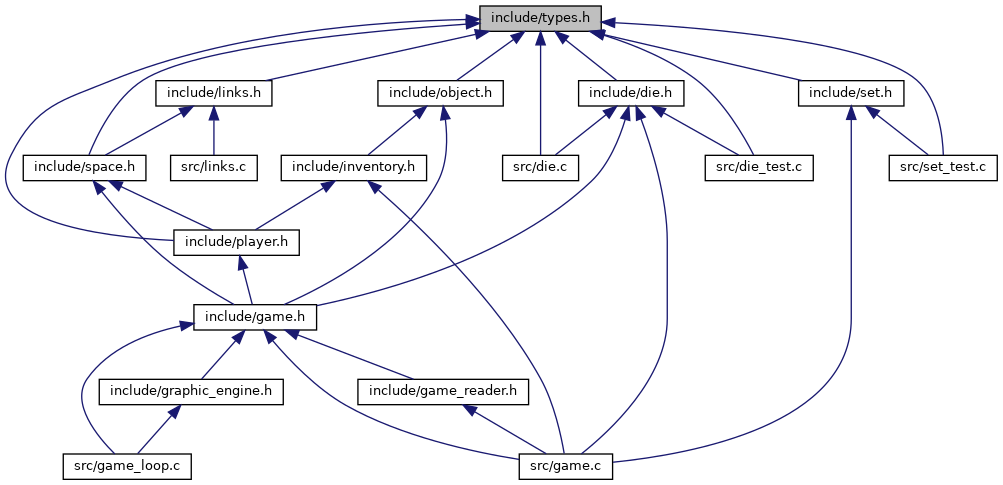 include/types.h
include/links.h
include/object.h
include/die.h
include/set.h
include/space.h
src/links.c
include/inventory.h
src/die.c
src/die_test.c
src/set_test.c
include/player.h
include/game.h
include/graphic_engine.h
include/game_reader.h
src/game_loop.c
src/game.c